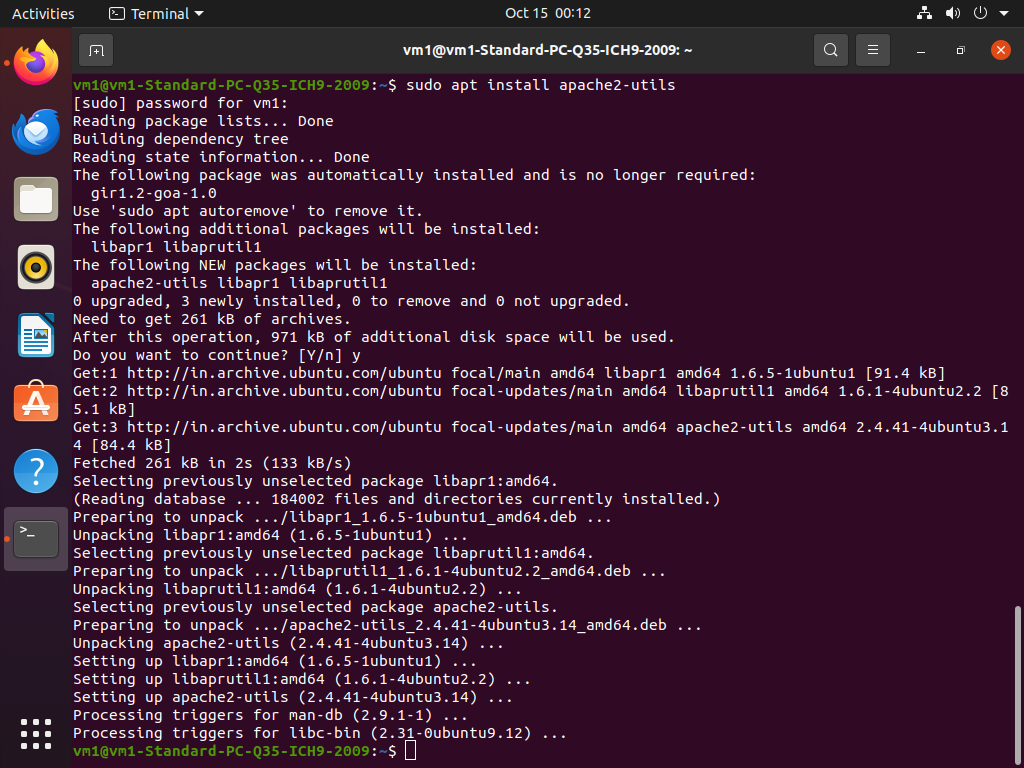 Activities Terminal Oct 15 00:12
vm1@vm1-Standard-PC-Q35-ICH9-2009: ~
vm1@vm1-Standard-PC-Q35-ICH9-2009:~$ sudo apt install apache2-utils
[sudo] password for vm1:
Reading package lists... Done
Building dependency tree
Reading state information... Done
The following package was automatically installed and is no longer required:
  gir1.2-goa-1.0
Use 'sudo apt autoremove' to remove it.
The following additional packages will be installed:
  libapr1 libaprutil1
The following NEW packages will be installed:
  apache2-utils libapr1 libaprutil1
0 upgraded, 3 newly installed, 0 to remove and 0 not upgraded.
Need to get 261 kB of archives.
After this operation, 971 kB of additional disk space will be used.
Do you want to continue? [Y/n] y
Get:1 http://in.archive.ubuntu.com/ubuntu focal/main amd64 libapr1 amd64 1.6.5-1ubuntu1 [91.4 kB]
Get:2 http://in.archive.ubuntu.com/ubuntu focal-updates/main amd64 libaprutil1 amd64 1.6.1-4ubuntu2.2 [8
5.1 kB]
Get:3 http://in.archive.ubuntu.com/ubuntu focal-updates/main amd64 apache2-utils amd64 2.4.41-4ubuntu3.1
4 [84.4 kB]
Fetched 261 kB in 2s (133 kB/s)
Selecting previously unselected package libapr1:amd64.
(Reading database ... 184002 files and directories currently installed.)
Preparing to unpack .../libapr1_1.6.5-1ubuntu1_amd64.deb ...
Unpacking libapr1:amd64 (1.6.5-1ubuntu1) ...
Selecting previously unselected package libaprutil1:amd64.
Preparing to unpack .../libaprutil1_1.6.1-4ubuntu2.2_amd64.deb ...
Unpacking libaprutil1:amd64 (1.6.1-4ubuntu2.2) ...
Selecting previously unselected package apache2-utils.
Preparing to unpack .../apache2-utils_2.4.41-4ubuntu3.14_amd64.deb ...
Unpacking apache2-utils (2.4.41-4ubuntu3.14) ...
Setting up libapr1:amd64 (1.6.5-1ubuntu1) ...
Setting up libaprutil1:amd64 (1.6.1-4ubuntu2.2) ...
Setting up apache2-utils (2.4.41-4ubuntu3.14) ...
Processing triggers for man-db (2.9.1-1) ...
Processing triggers for libc-bin (2.31-0ubuntu9.12) ...
vm1@vm1-Standard-PC-Q35-ICH9-2009:~$